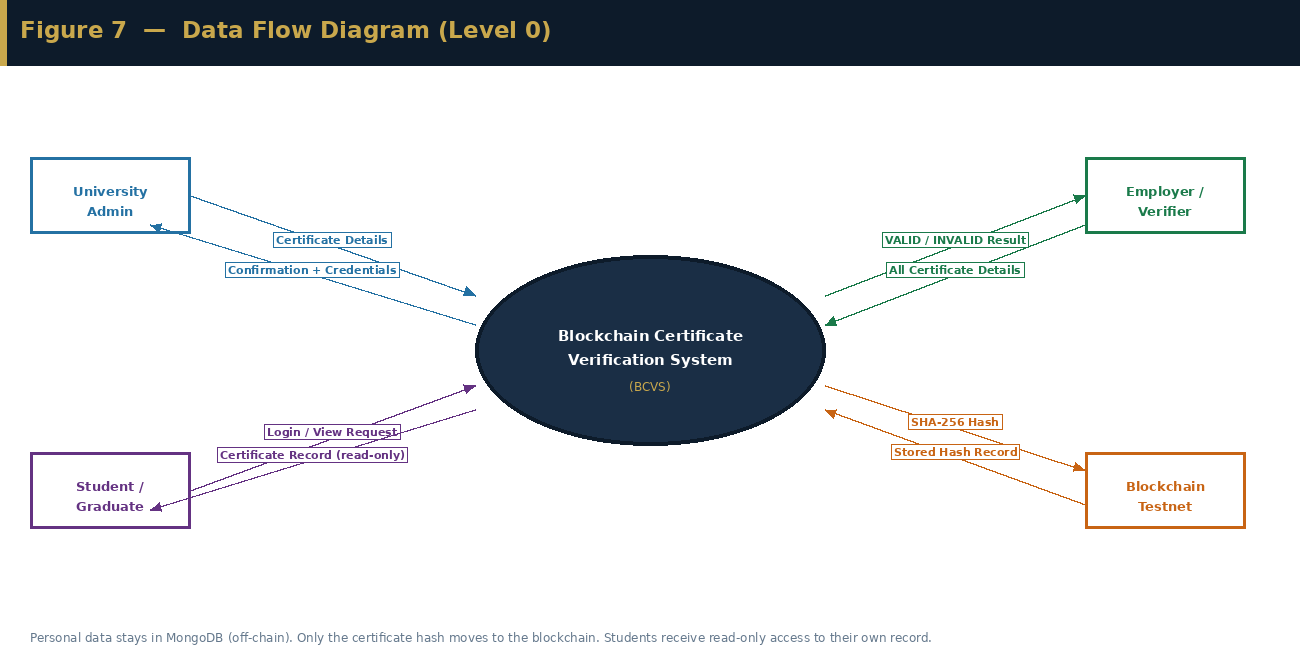 Figure 7 — Data Flow Diagram (Level 0)
University
Admin
Employer /
Verifier
Certificate Details
Confirmation + Credentials
VALID / INVALID Result
All Certificate Details
Blockchain Certificate
Verification System
(BCVS)
Login / View Request
Certificate Record (read-only)
SHA-256 Hash
Stored Hash Record
Student /
Graduate
Blockchain
Testnet
Personal data stays in MongoDB (off-chain). Only the certificate hash moves to the blockchain. Students receive read-only access to their own record.